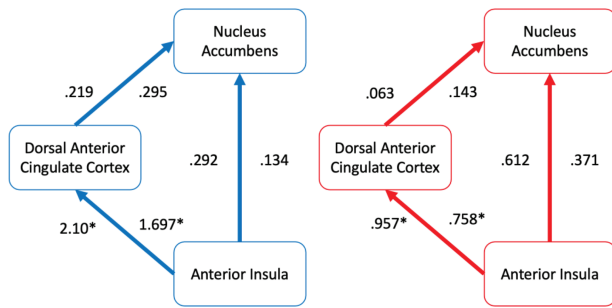 Nucleus
Accumbens
.219
.295
Dorsal Anterior
Cingulate Cortex
.292
.134
2.10*
1.697*
Anterior Insula
Nucleus
Accumbens
.063
.143
Dorsal Anterior
Cingulate Cortex
.612
.371
.957*
.758*
Anterior Insula